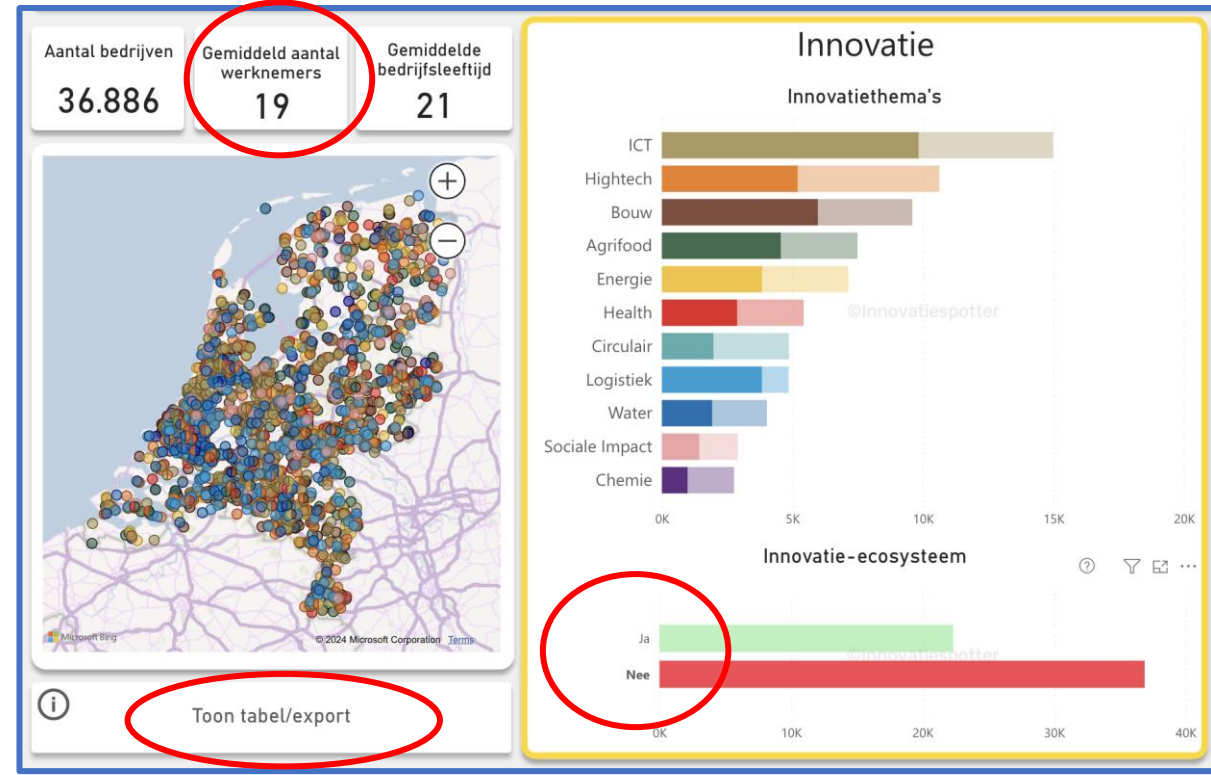 Aantal bedrijven
36.886
Gemiddeld aantal
werknemers
19
Gemiddelde
bedrijfsleeftijd
21
Microsoft Bing
© 2024 Microsoft Corporation Terms
Toon tabel/export
Innovatie
Innovatiethema's
ICT
Hightech
Bouw
Agrifood
Energie
Health
Circulair
Logistiek
Water
Sociale Impact
Chemie
©Innovatiespotter
0K 5K 10K 15K 20K
Innovatie-ecosysteem
Ja
Nee
©Innovatiespotter
0K 10K 20K 30K 40K